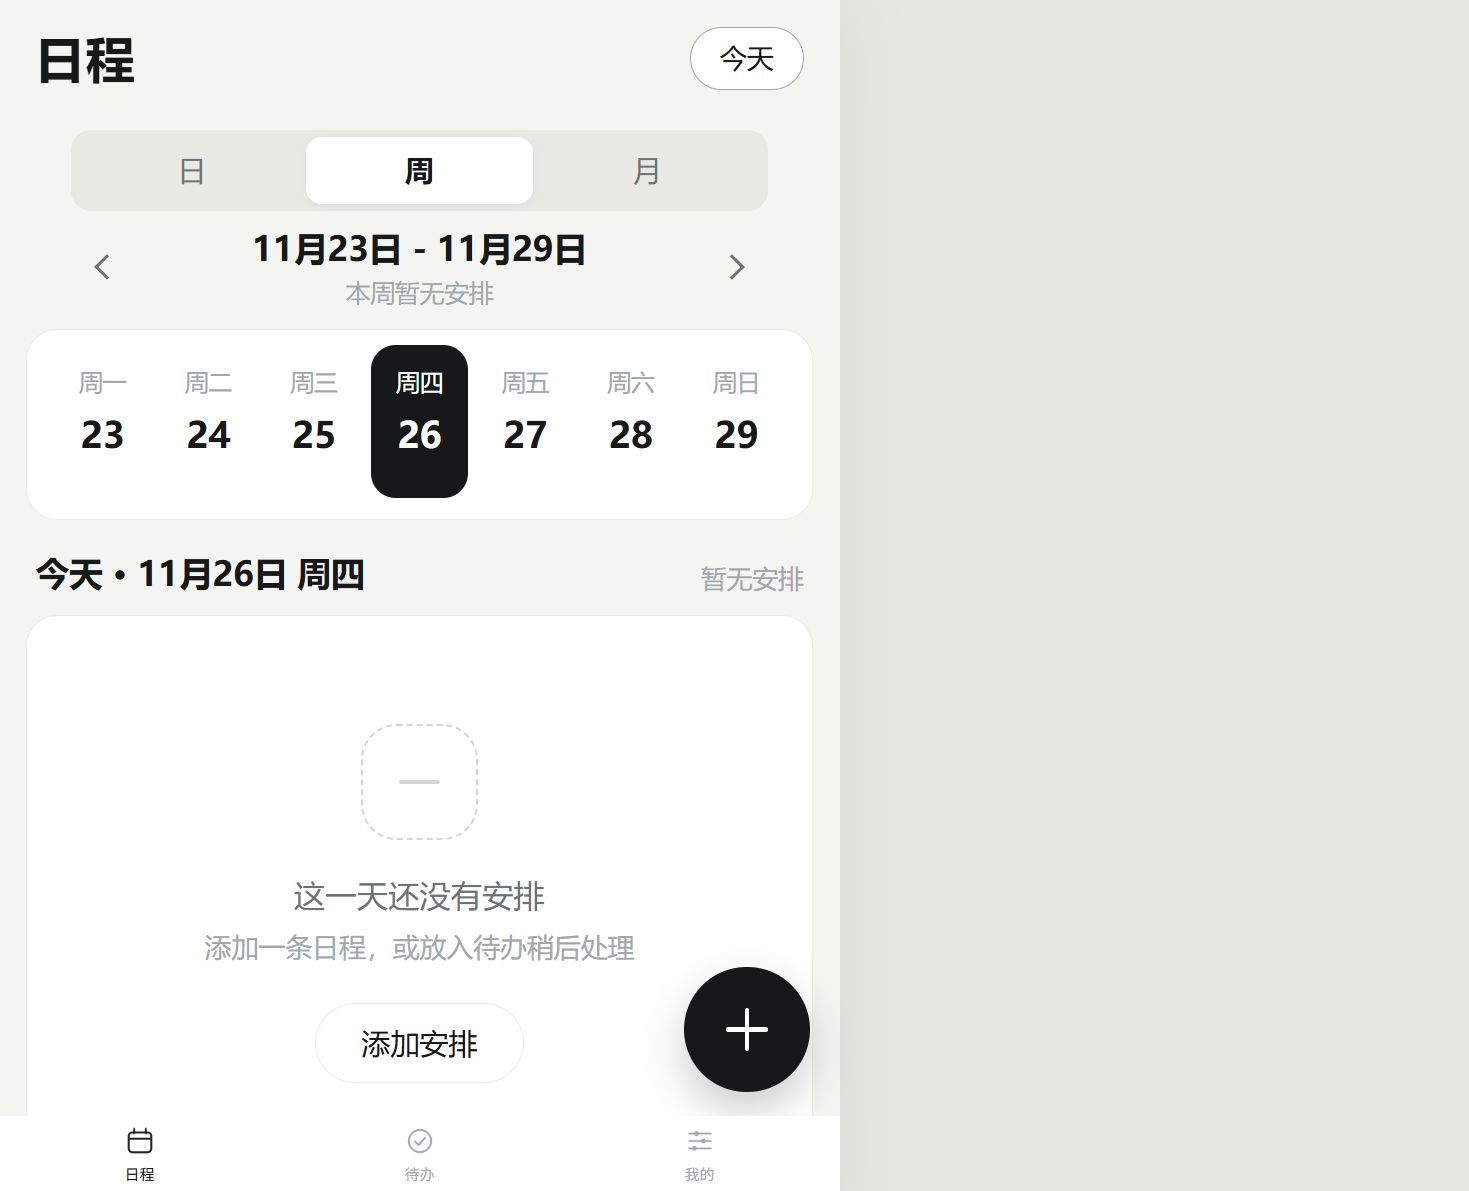 日程
今天
日 周 月
11月23日 - 11月29日
本周暂无安排
周一 周二 周三 周四 周五 周六 周日
23 24 25 26 27 28 29
今天 • 11月26日 周四
暂无安排
这一天还没有安排
添加一条日程，或放入待办稍后处理
添加安排
日程 待办 我的